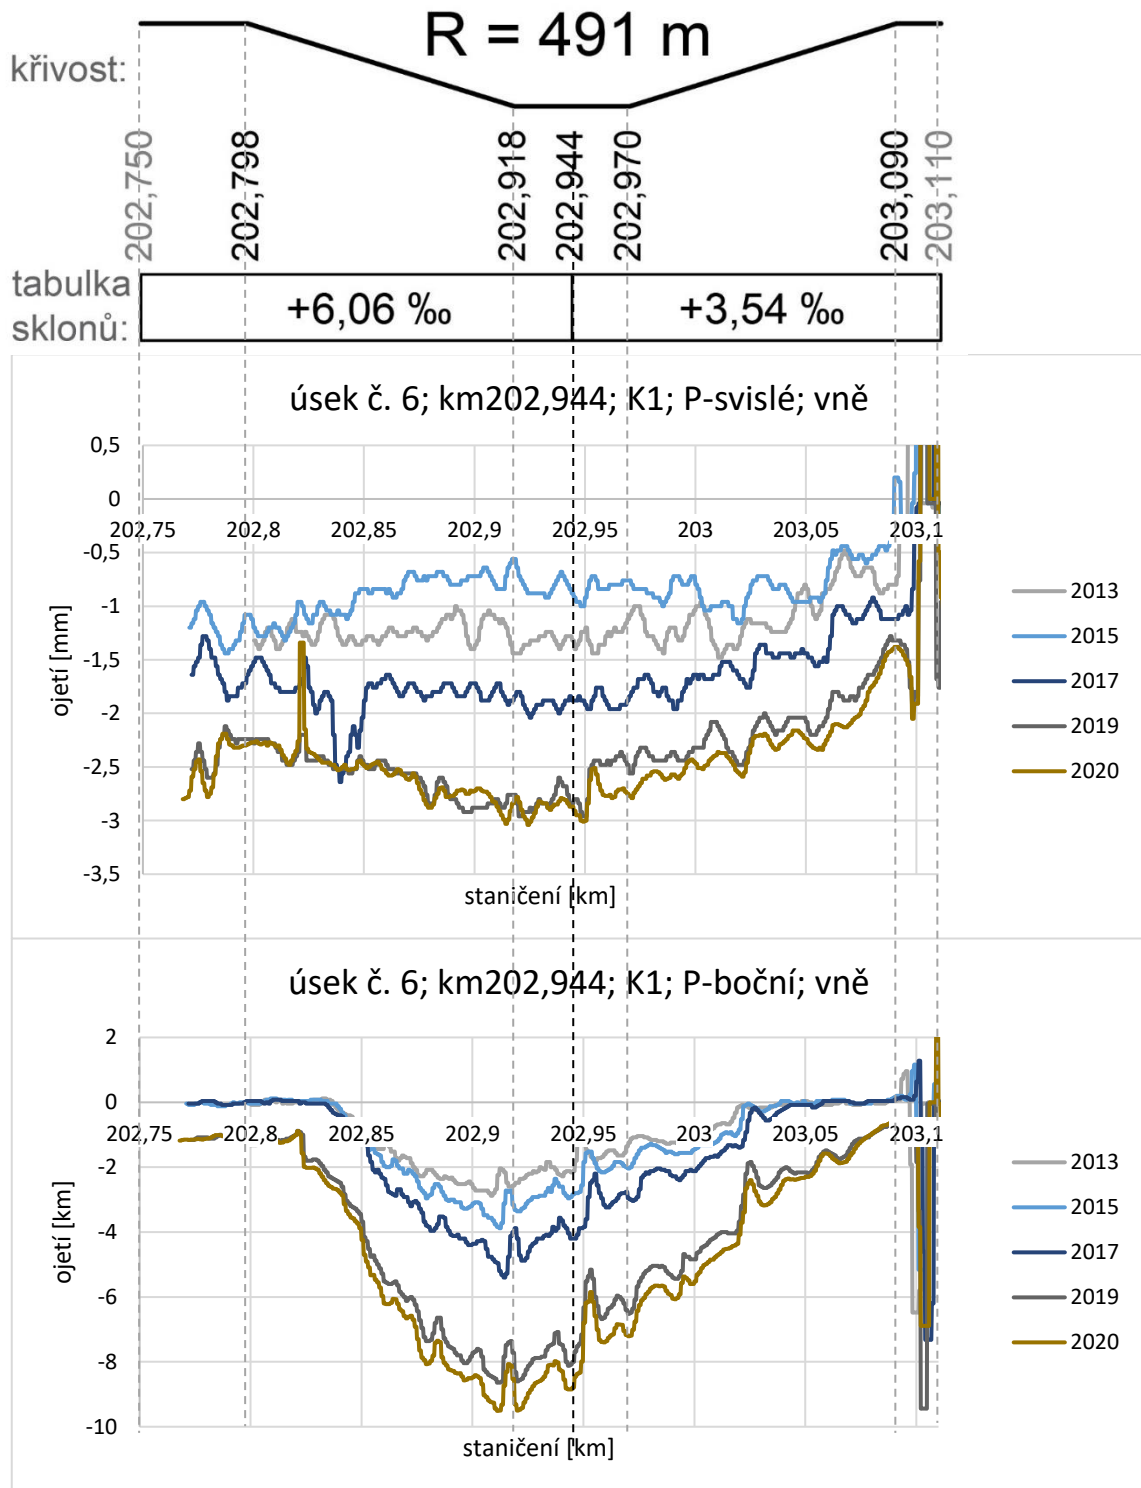 R = 491 m
křivost:
202,750
202,798
202,918
202,944
202,970
203,090
203,110
tabulka
sklonů:
+6,06 ‰
+3,54 ‰
úsek č. 6; km202,944; K1; P-svislé; vně
0,5
0
202,75 202,8 202,85 202,9 202,95 203 203,05 203,1
-0,5
-1
-1,5
-2
-2,5
-3
-3,5
ojetí [mm]
staničení [km]
2013
2015
2017
2019
2020
úsek č. 6; km202,944; K1; P-boční; vně
2
0
202,75 202,8 202,85 202,9 202,95 203 203,05 203,1
-2
-4
-6
-8
-10
ojetí [km]
staničení [km]
2013
2015
2017
2019
2020